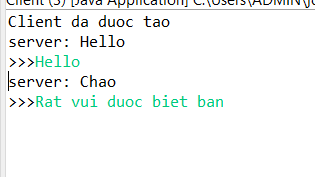 Client (3) [Java Application] C:\Users\ADMIN\
Client da duoc tao
server: Hello
>>>Hello
server: Chao
>>>Rat vui duoc biet ban